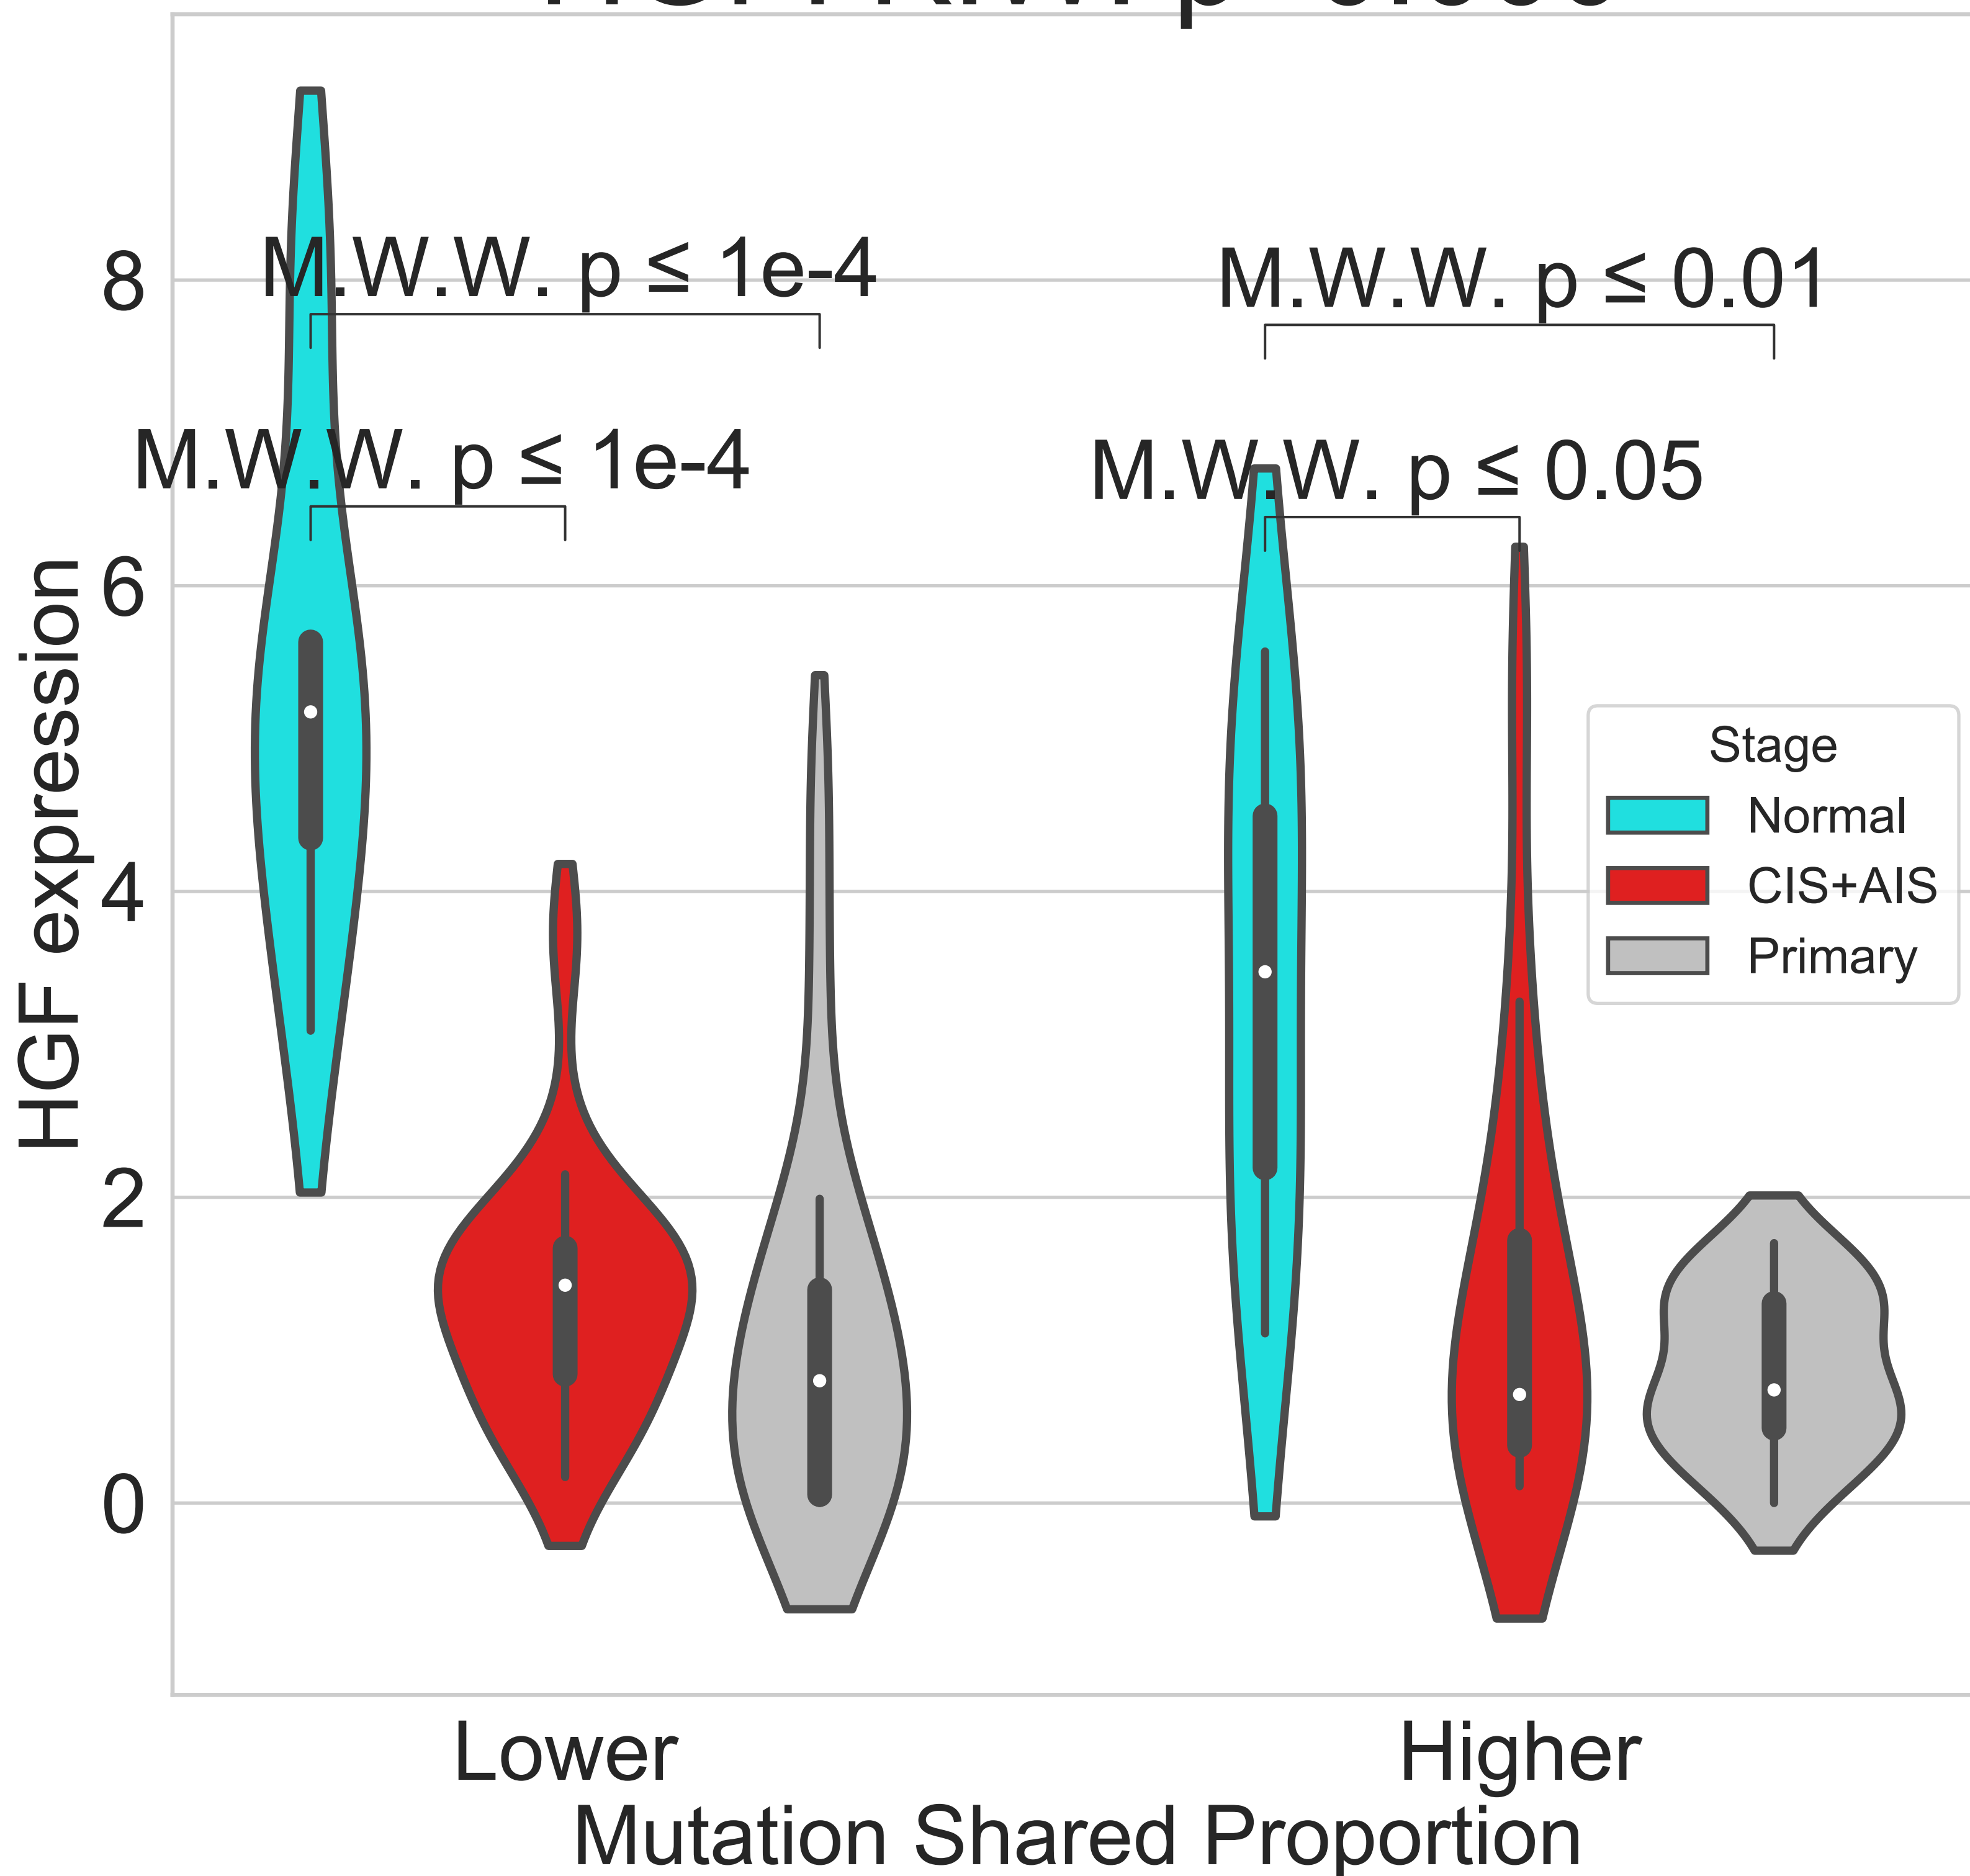 8
6
4
2
0
HGF expression
M.W.W. p ≤ 1e-4
M.W.W. p ≤ 1e-4
M.W.W. p ≤ 0.01
M.W.W. p ≤ 0.05
Stage
Normal
CIS+AIS
Primary
Lower
Higher
Mutation Shared Proportion